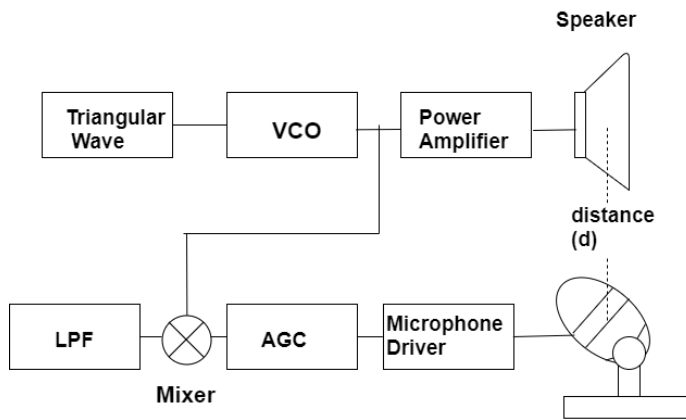 Speaker
Triangular
Wave
VCO
Power
Amplifier
distance
(d)
LPF
AGC
Microphone
Driver
Mixer